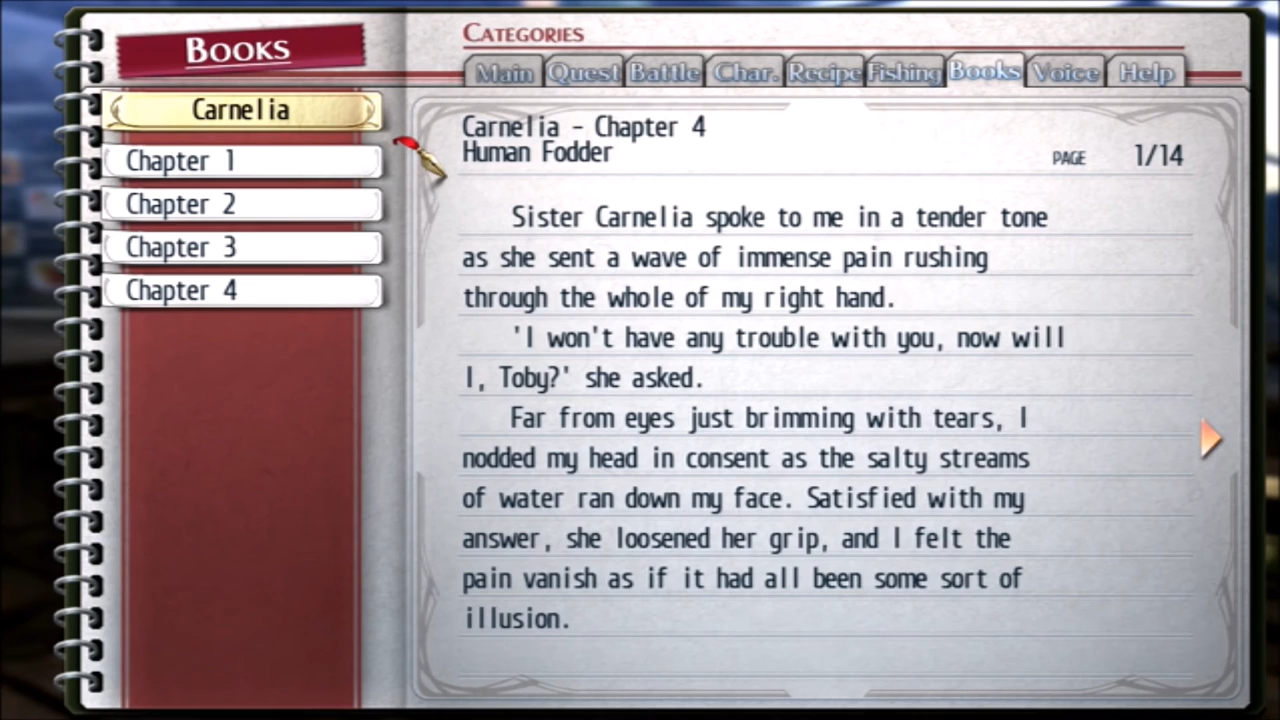 BOOKS
CATEGORIES
Main Quest Battle Char. Recipe Fishing Books Voice Help
Carnelia
Chapter 1
Chapter 2
Chapter 3
Chapter 4
Carnelia - Chapter 4
Human Fodder
PAGE 1/14
Sister Carnelia spoke to me in a tender tone
as she sent a wave of immense pain rushing
through the whole of my right hand.
'I won't have any trouble with you, now will
I, Toby?' she asked.
Far from eyes just brimming with tears, I
nodded my head in consent as the salty streams
of water ran down my face. Satisfied with my
answer, she loosened her grip, and I felt the
pain vanish as if it had all been some sort of
illusion.